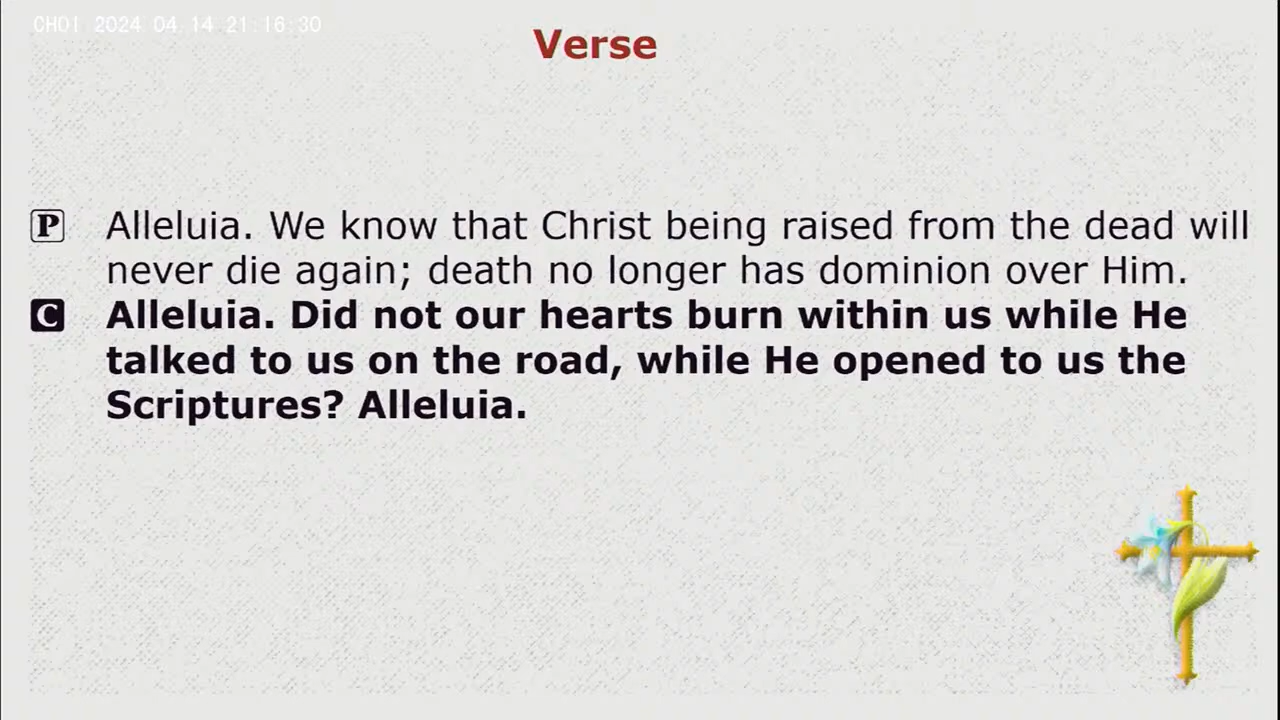 CH01 2024 04 14 21:16:30
Verse
P Alleluia. We know that Christ being raised from the dead will
never die again; death no longer has dominion over Him.
C Alleluia. Did not our hearts burn within us while He
talked to us on the road, while He opened to us the
Scriptures? Alleluia.